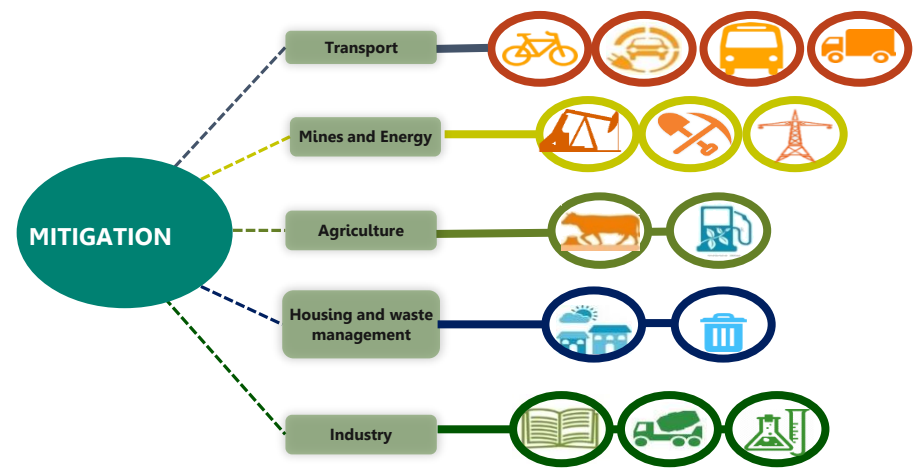 Transport
Mines and Energy
MITIGATION
Agriculture
Housing and waste
management
Industry